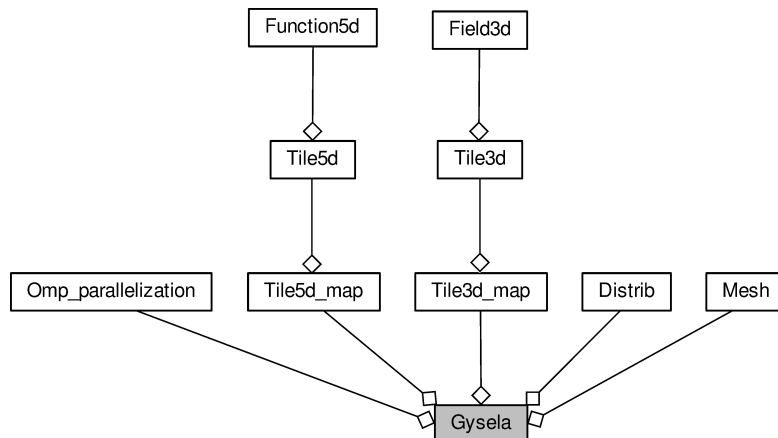 Function5d
Field3d
Tile5d
Tile3d
Omp_parallelization
Tile5d_map
Tile3d_map
Distrib
Mesh
Gysela